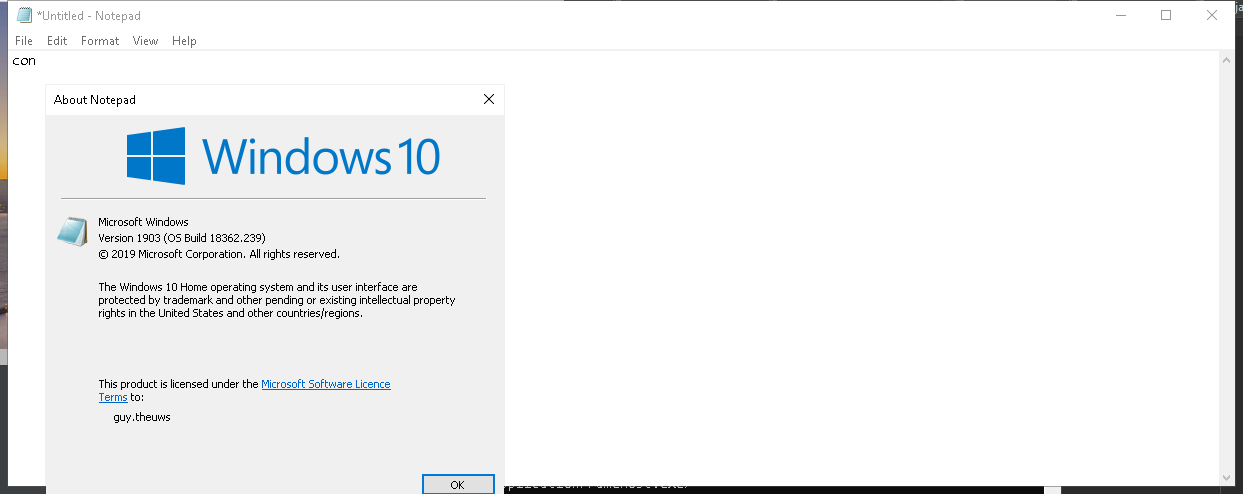 *Untitled - Notepad
File Edit Format View Help
con
About Notepad
Windows 10
Microsoft Windows
Version 1903 (OS Build 18362.239)
© 2019 Microsoft Corporation. All rights reserved.
The Windows 10 Home operating system and its user interface are
protected by trademark and other pending or existing intellectual property
rights in the United States and other countries/regions.
This product is licensed under the Microsoft Software Licence
Terms to:
guy.theuws
OK